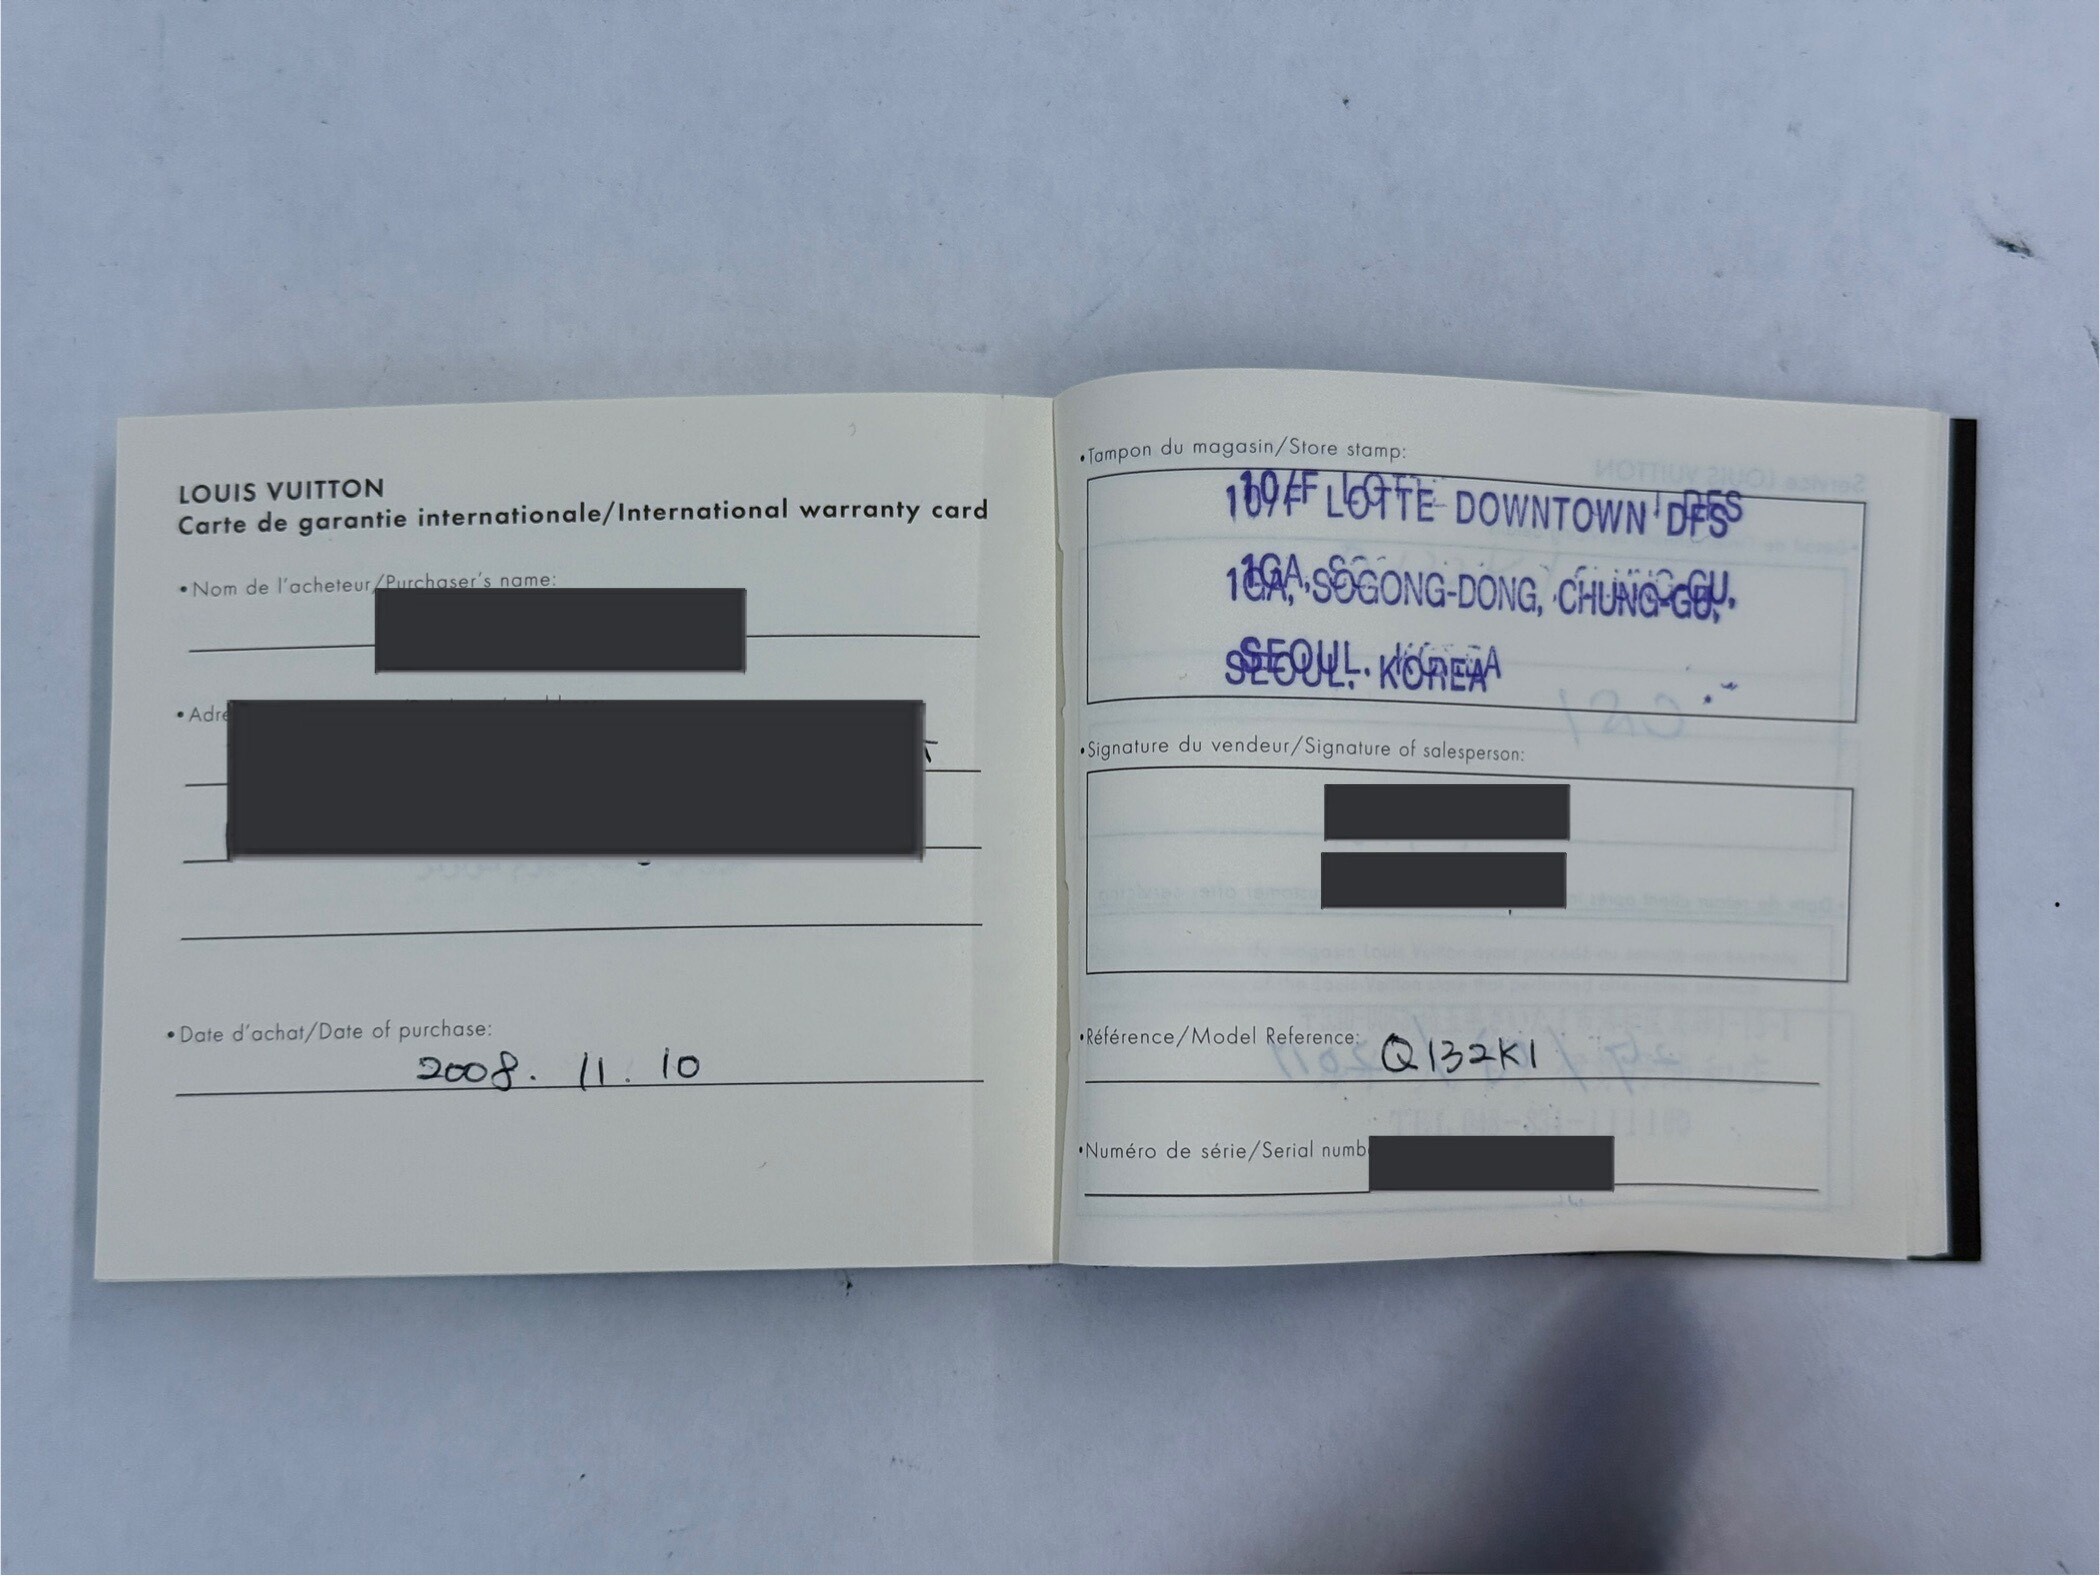 LOUIS VUITTON
Carte de garantie internationale/International warranty card
•Nom de l'acheteur/Purchaser's name:
•Date d'achat/Date of purchase:
2008. 11. 10
•Tampon du magasin/Store stamp:
10/F LOTTE DOWNTOWN DFS
1GA, SOGONG-DONG, CHUNG-GU,
SEOUL. KOREA
•Signature du vendeur/Signature of salesperson:
•Référence/Model Reference: Q132K1
•Numéro de série/Serial